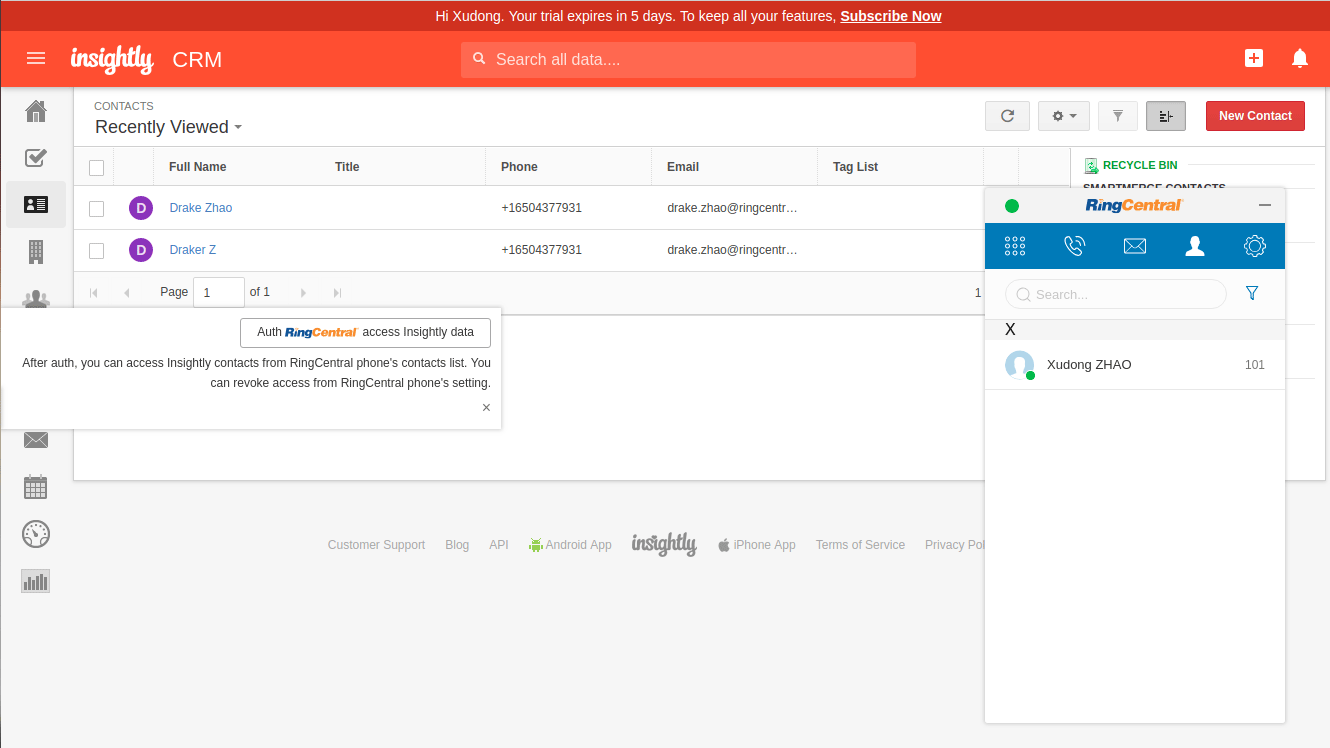 Hi Xudong. Your trial expires in 5 days. To keep all your features, Subscribe Now
insightly CRM
Search all data....
CONTACTS
Recently Viewed
New Contact
Full Name Title Phone Email Tag List
D Drake Zhao +16504377931 drake.zhao@ringcentr…
D Draker Z +16504377931 drake.zhao@ringcentr…
Page 1 of 1
1
RECYCLE BIN
SMARTMERGE CONTACTS
RingCentral
Search...
X
Xudong ZHAO 101
Auth RingCentral access Insightly data
After auth, you can access Insightly contacts from RingCentral phone's contacts list. You
can revoke access from RingCentral phone's setting.
×
Customer Support Blog API Android App insightly iPhone App Terms of Service Privacy Pol